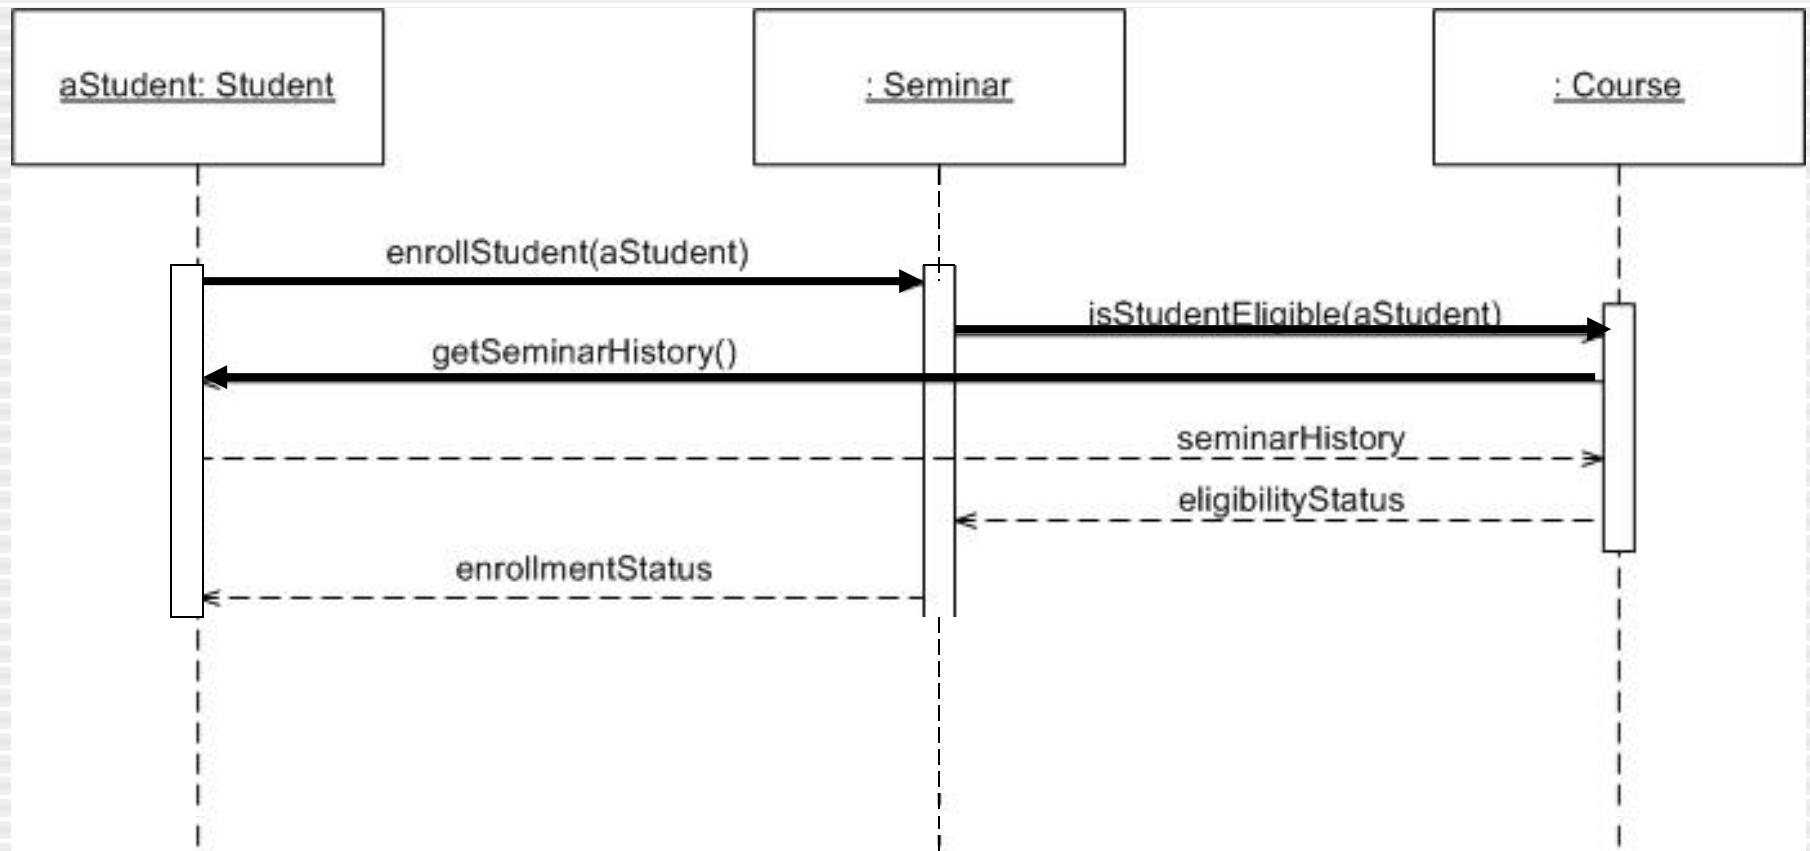 aStudent: Student
: Seminar
: Course
enrollStudent(aStudent)
isStudentEligible(aStudent)
getSeminarHistory()
seminarHistory
eligibilityStatus
enrollmentStatus